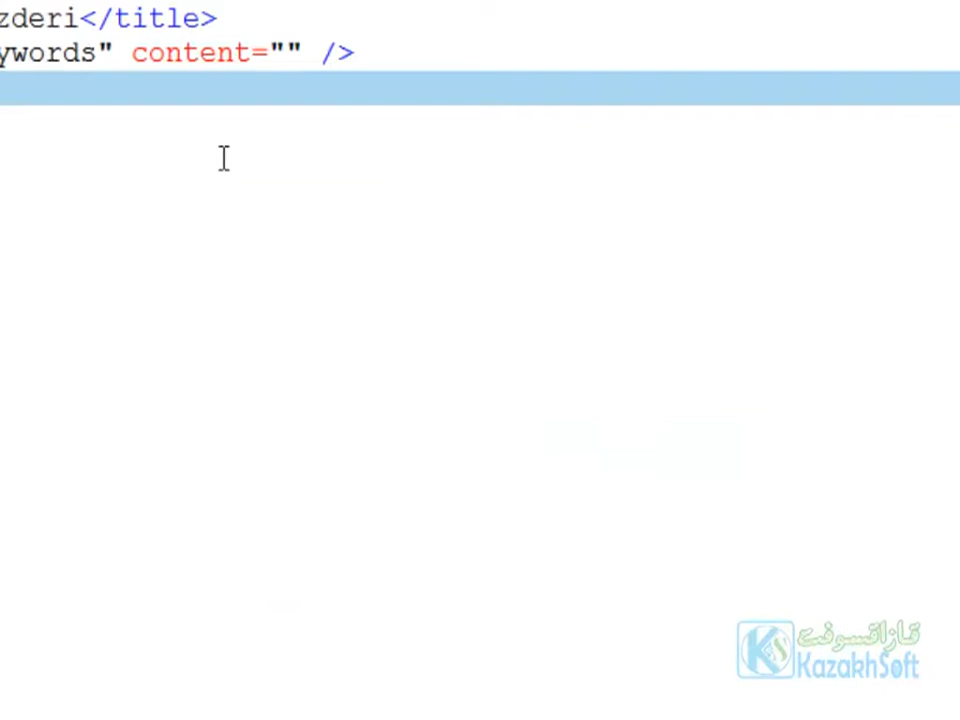 zderi</title>
ywords" content="" />
قازاقسوفت
KazakhSoft